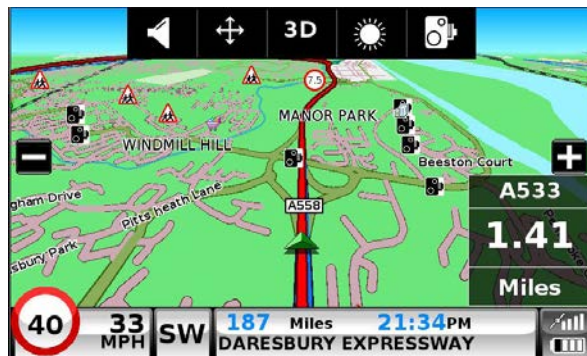 3D
7.5
MANOR PARK
WINDMILL HILL
Beeston Court
gham Drive
Pitts heath Lane
A558
sbury Park
A533
1.41
Miles
40
33
MPH
SW
187 Miles 21:34PM
DARESBURY EXPRESSWAY